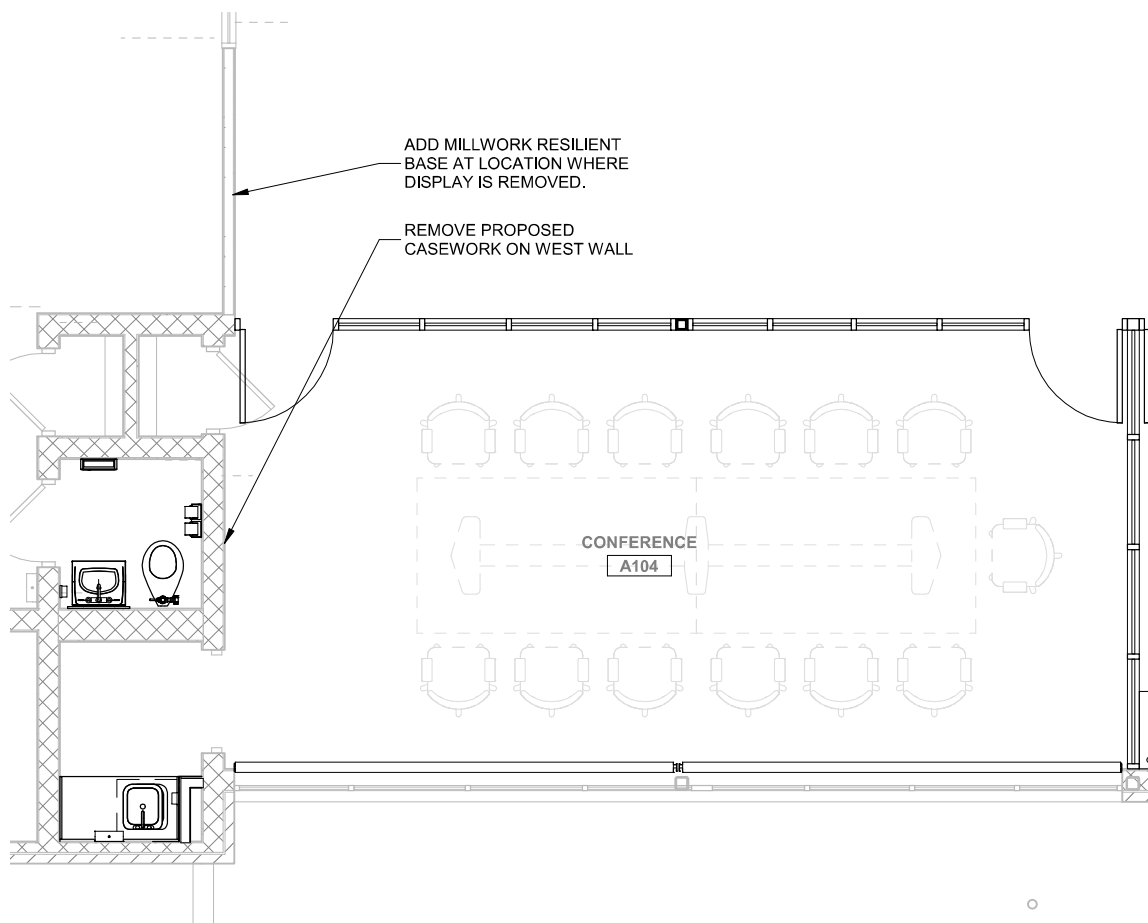 ADD MILLWORK RESILIENT
BASE AT LOCATION WHERE
DISPLAY IS REMOVED.
REMOVE PROPOSED
CASEWORK ON WEST WALL
CONFERENCE
A104